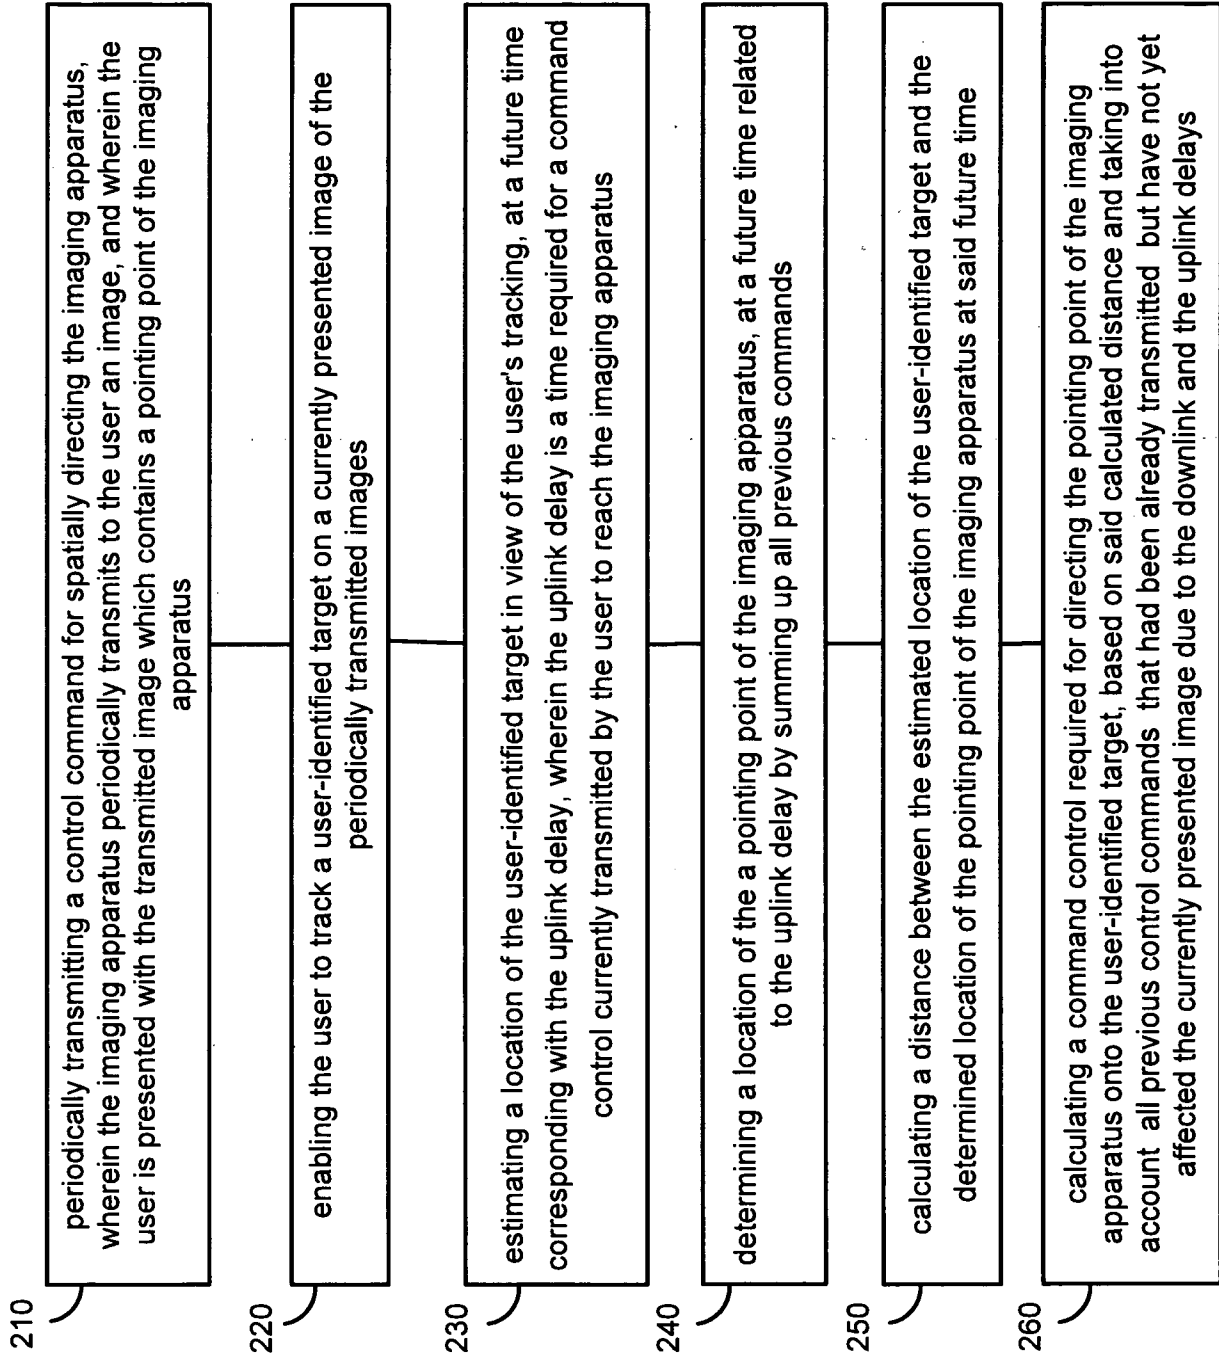 210
periodically transmitting a control command for spatially directing the imaging apparatus,
wherein the imaging apparatus periodically transmits to the user an image, and wherein the
user is presented with the transmitted image which contains a pointing point of the imaging
apparatus
220
enabling the user to track a user-identified target on a currently presented image of the
periodically transmitted images
230
estimating a location of the user-identified target in view of the user's tracking, at a future time
corresponding with the uplink delay, wherein the uplink delay is a time required for a command
control currently transmitted by the user to reach the imaging apparatus
240
determining a location of the a pointing point of the imaging apparatus, at a future time related
to the uplink delay by summing up all previous commands
250
calculating a distance between the estimated location of the user-identified target and the
determined location of the pointing point of the imaging apparatus at said future time
260
calculating a command control required for directing the pointing point of the imaging
apparatus onto the user-identified target, based on said calculated distance and taking into
account all previous control commands that had been already transmitted but have not yet
affected the currently presented image due to the downlink and the uplink delays